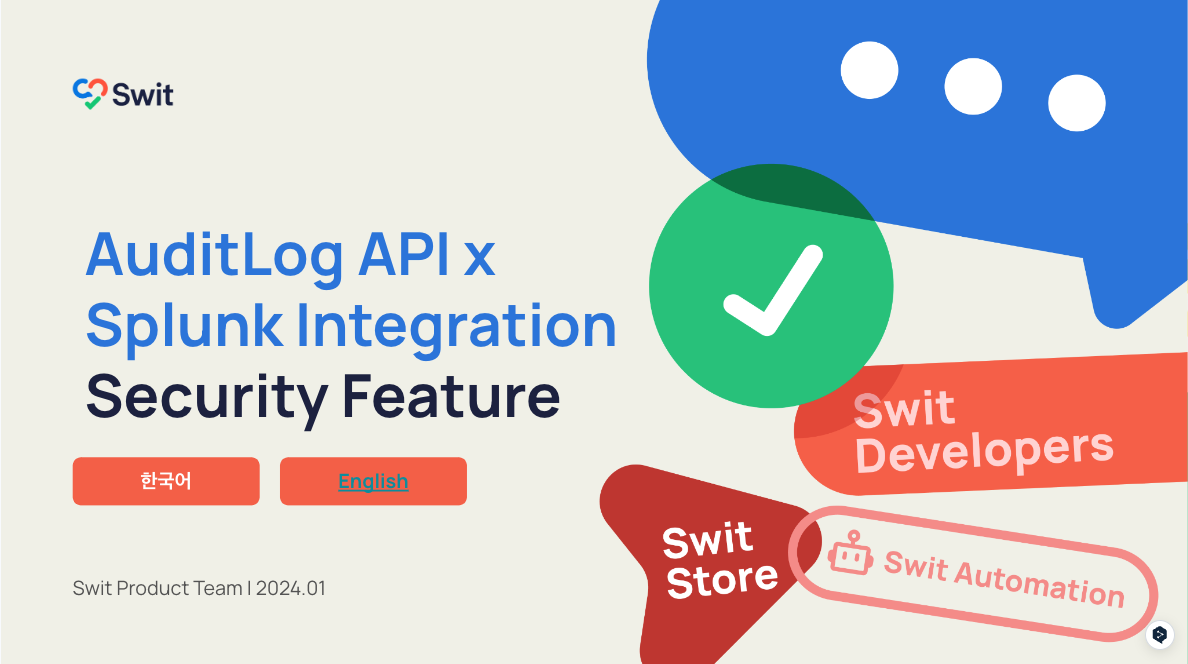 Swit
AuditLog API x
Splunk Integration
Security Feature
한국어
English
Swit Product Team | 2024.01
Swit
Developers
Swit
Store
Swit Automation